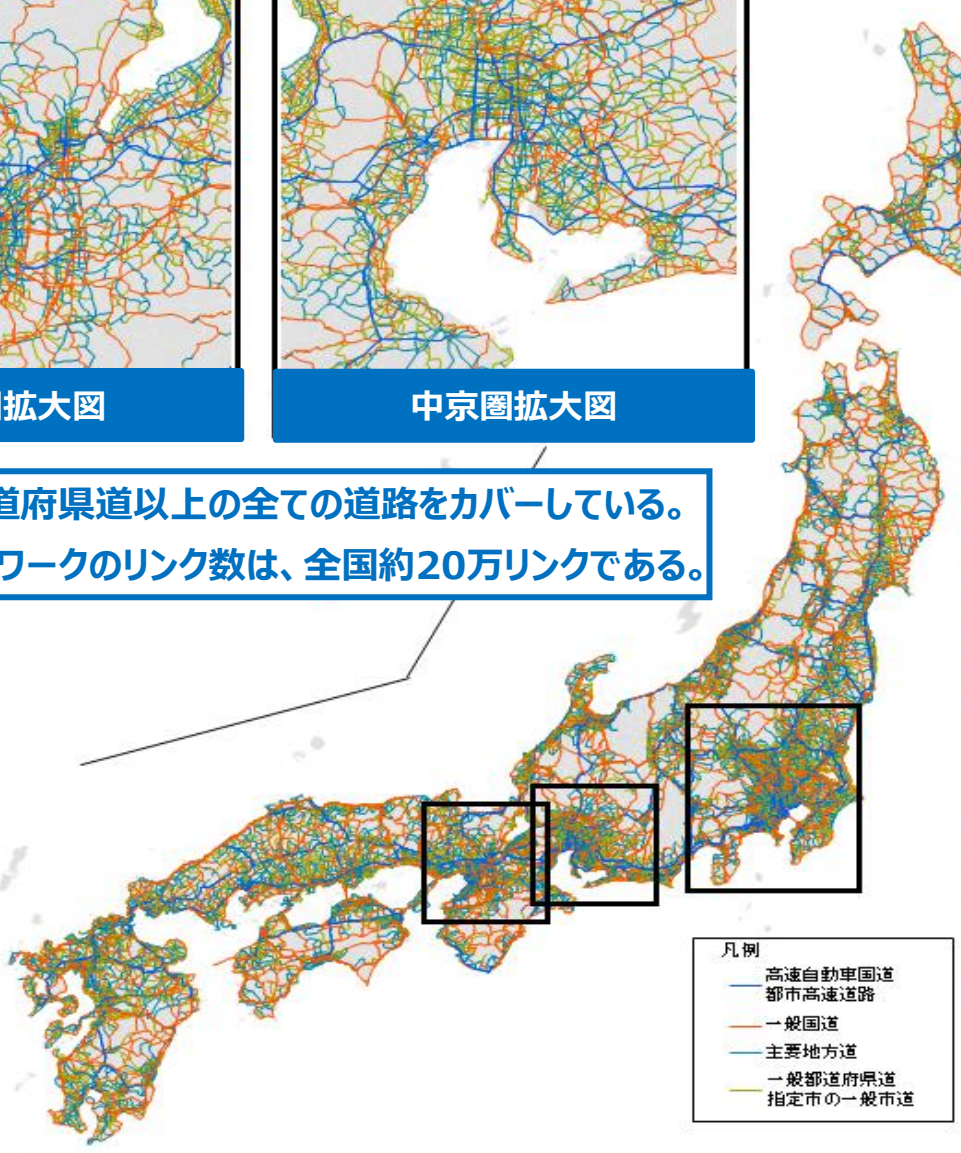 拡大図
中京圏拡大図
道府県道以上の全ての道路をカバーしている。
ワークのリンク数は、全国約20万リンクである。
凡例
高速自動車国道
都市高速道路
一般国道
主要地方道
一般都道府県道
指定市の一般市道